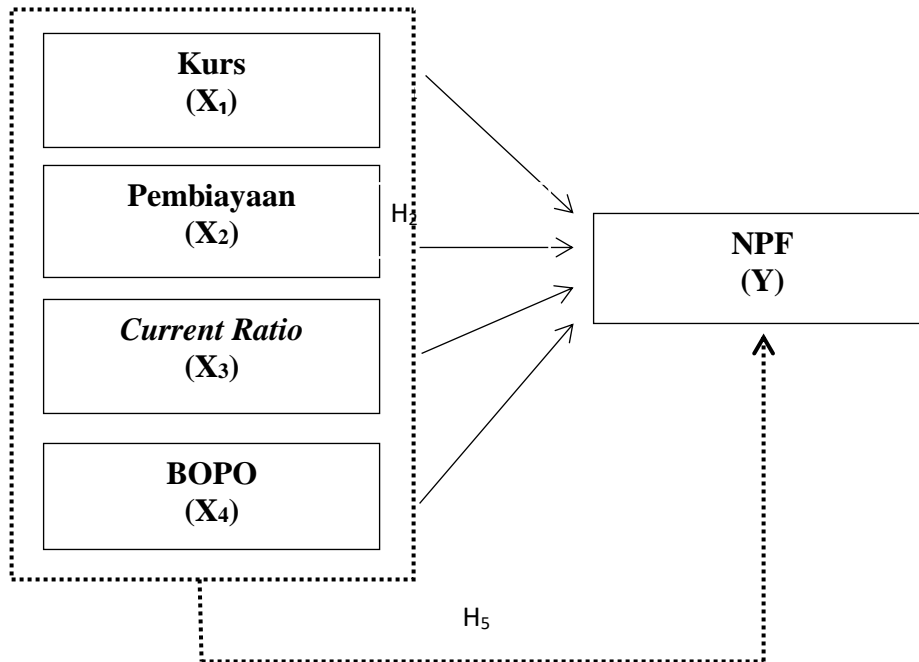 Kurs
(X₁)
Pembiayaan
(X₂)
H₂
Current Ratio
(X₃)
BOPO
(X₄)
NPF
(Y)
H₅